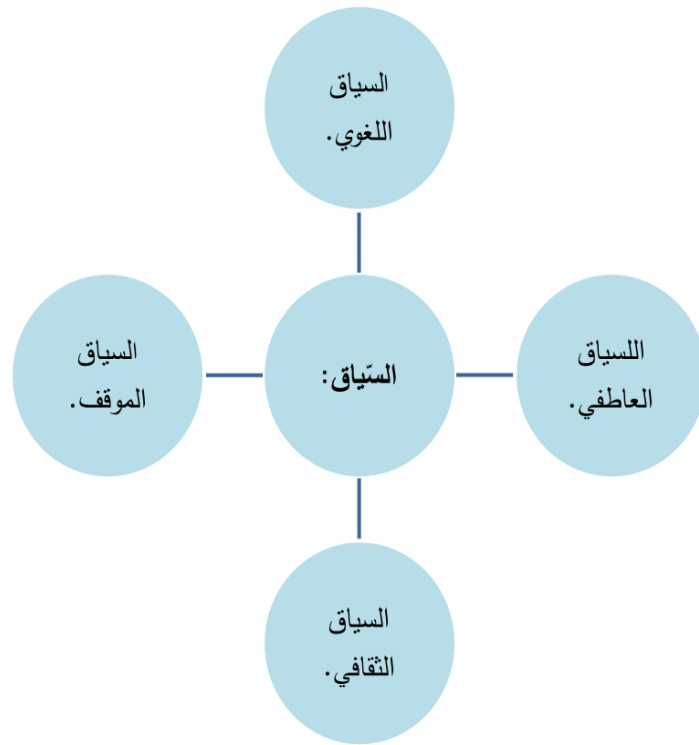 السياق
اللغوي.
اللسياق
العاطفي.
السّياق:
السياق
الموقف.
السياق
الثقافي.